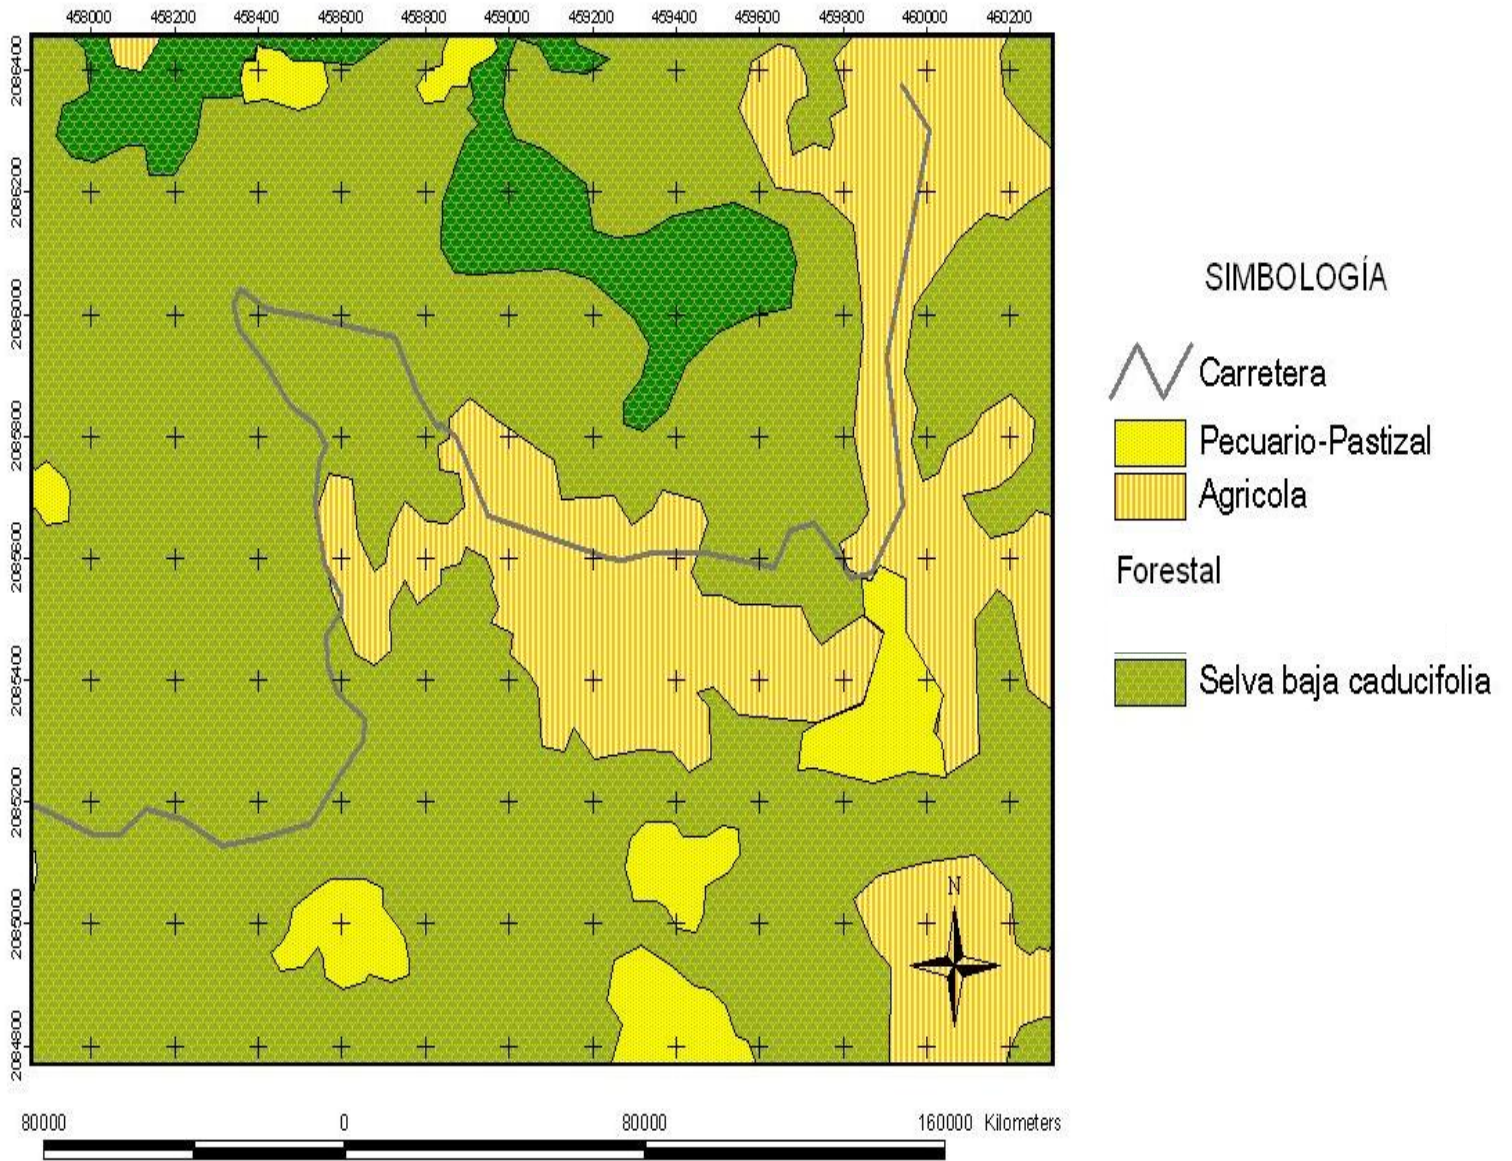 458000 458200 458400 458600 458800 459000 459200 459400 459600 459800 460000 460200
2086400
2086200
2086000
2085800
2085600
2085400
2085200
2085000
2084800
SIMBOLOGÍA
Carretera
Pecuario-Pastizal
Agricola
Forestal
Selva baja caducifolia
N
80000 0 80000 160000 Kilometers